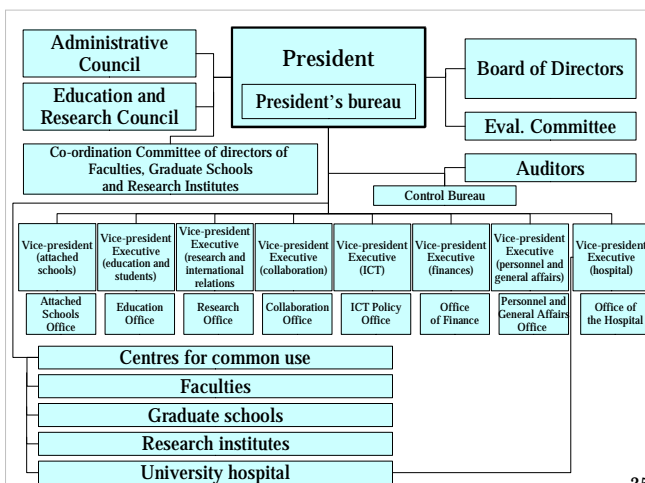 Administrative
Council
President
President's bureau
Board of Directors
Education and
Research Council
Eval. Committee
Co-ordination Committee of directors of
Faculties, Graduate Schools
and Research Institutes
Auditors
Control Bureau
Vice-president
(attached
schools)
Vice-president
Executive
(education and
students)
Vice-president
Executive
(research and
international
relations
Vice-president
Executive
(collaboration)
Vice-president
Executive
(ICT)
Vice-president
Executive
(finances)
Vice-president
Executive
(personnel and
general affairs)
Vice-president
Executive
(hospital)
Attached
Schools
Office
Education
Office
Research
Office
Collaboration
Office
ICT Policy
Office
Office
of Finance
Personnel and
General Affairs
Office
Office of
the Hospital
Centres for common use
Faculties
Graduate schools
Research institutes
University hospital